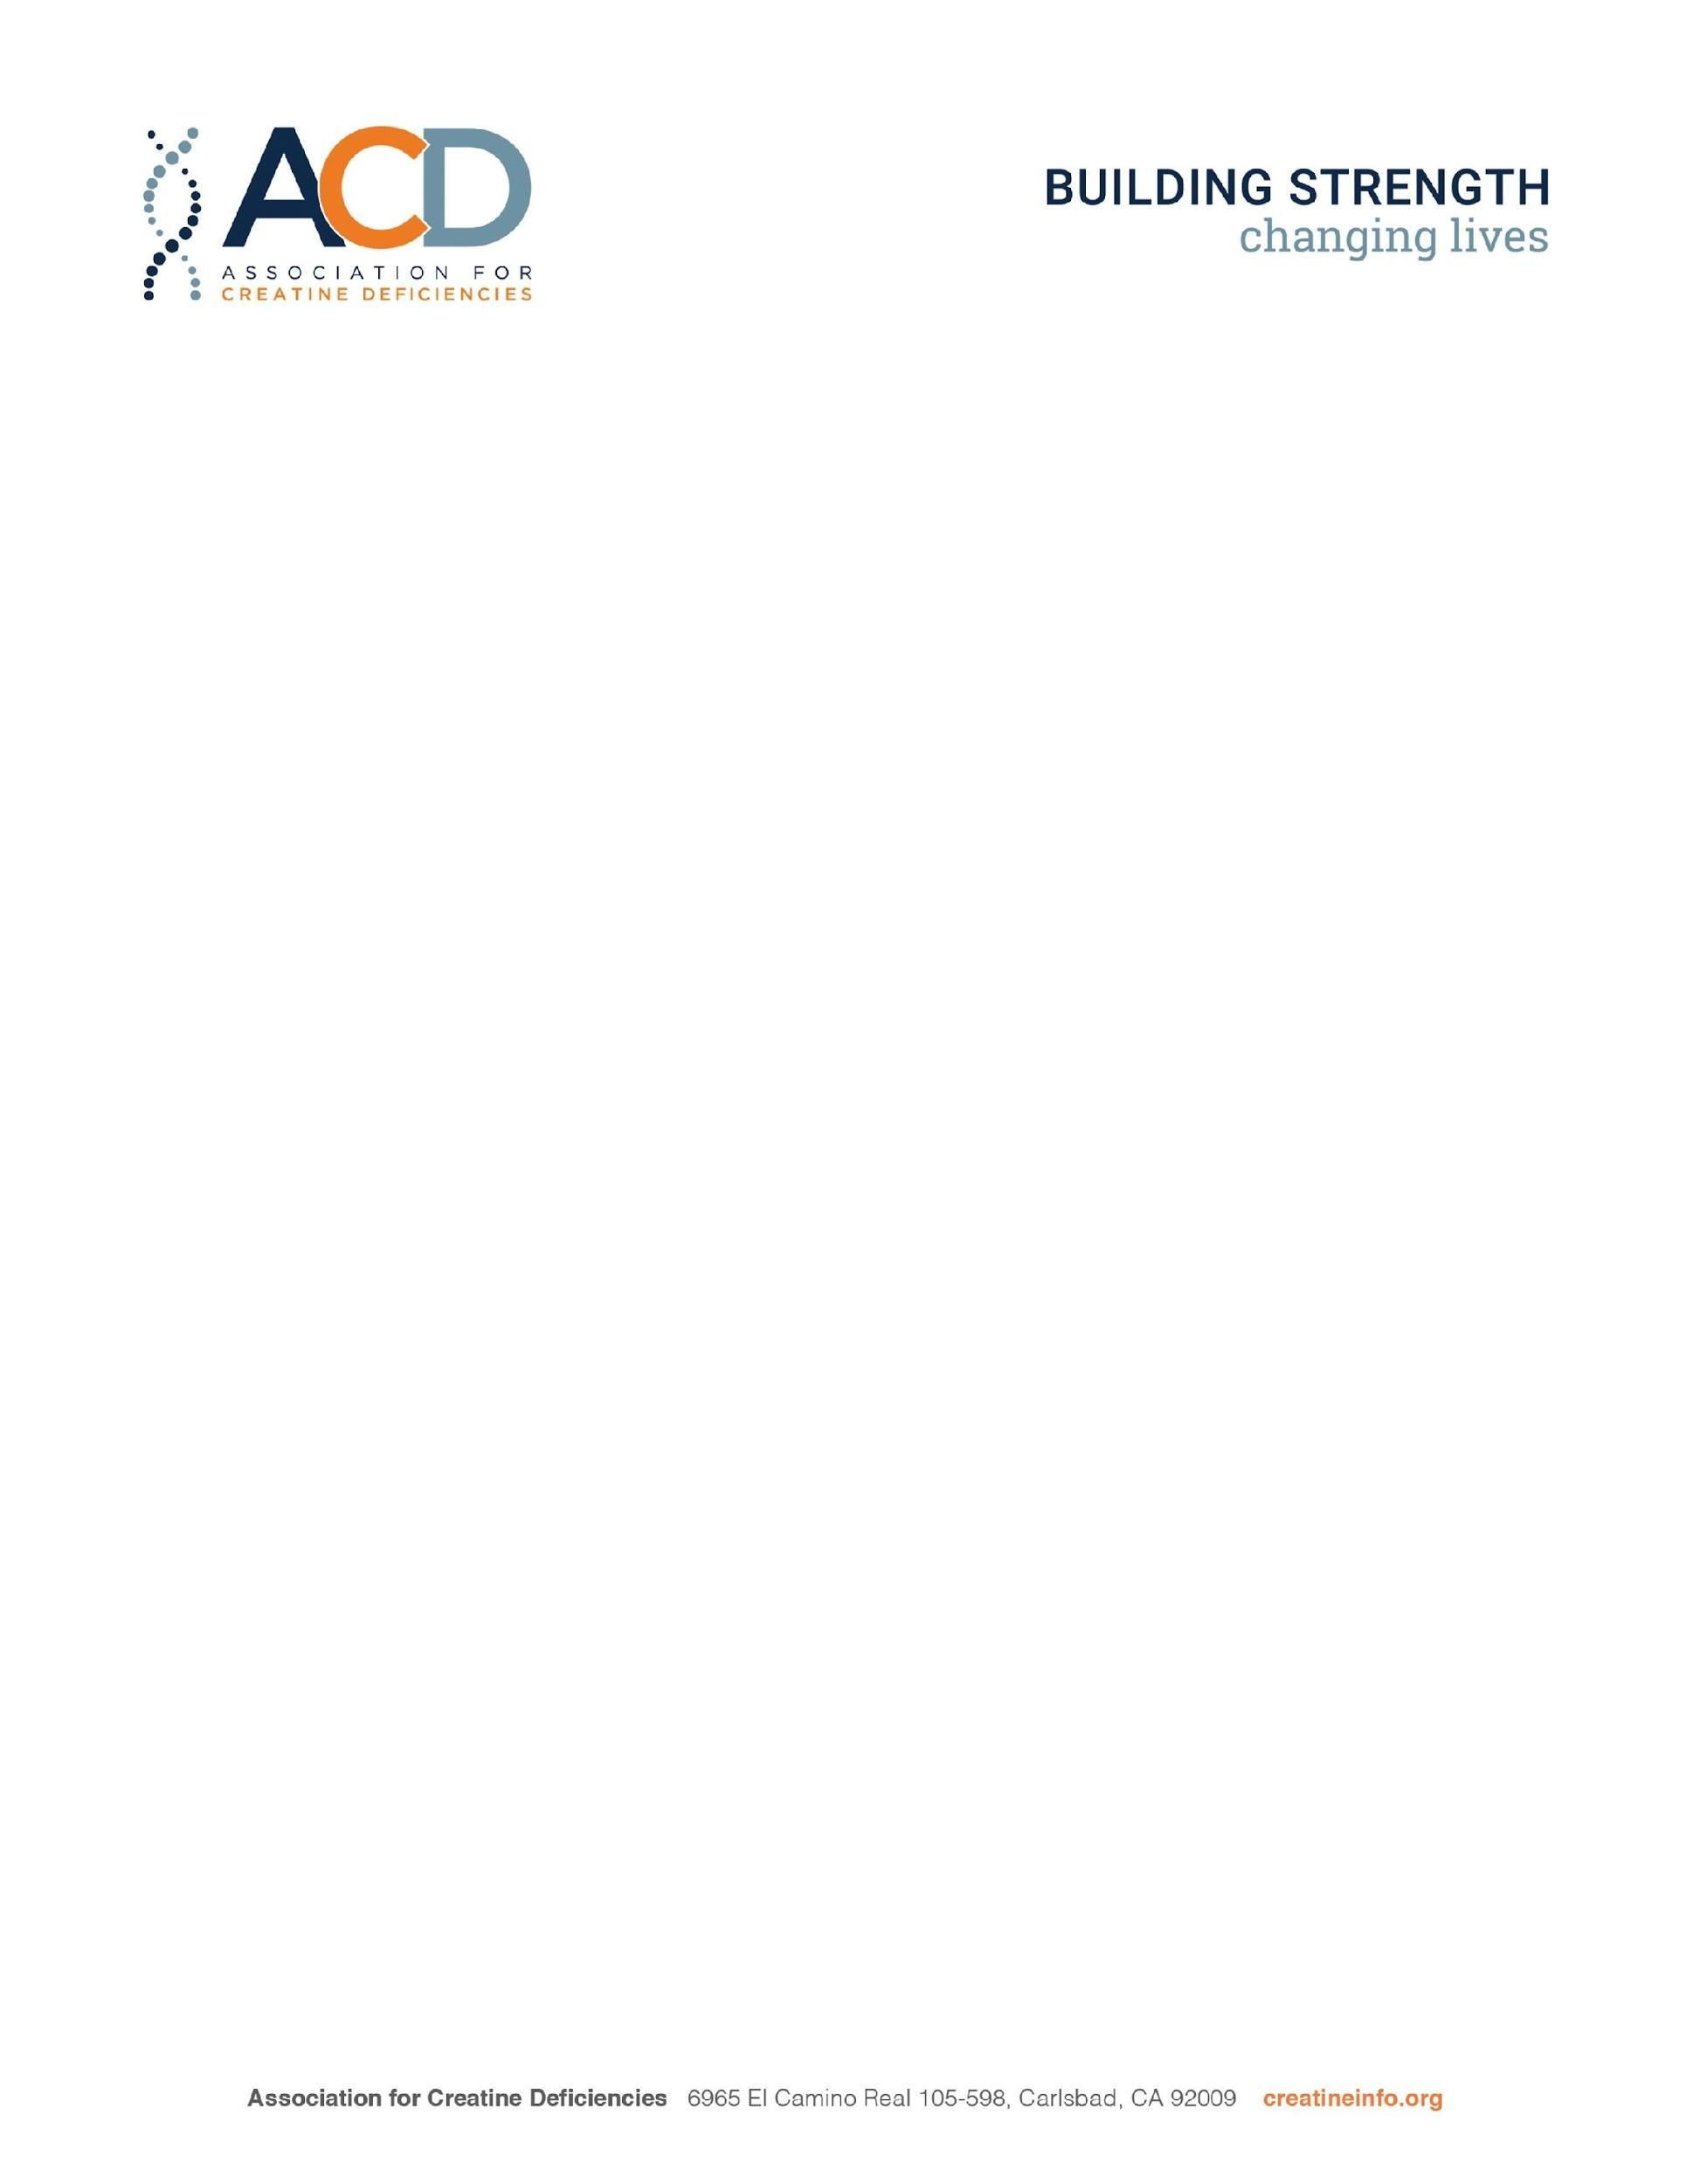 ACD
ASSOCIATION FOR
CREATINE DEFICIENCIES
BUILDING STRENGTH
changing lives
Association for Creatine Deficiencies 6965 El Camino Real 105-598, Carlsbad, CA 92009 creatineinfo.org